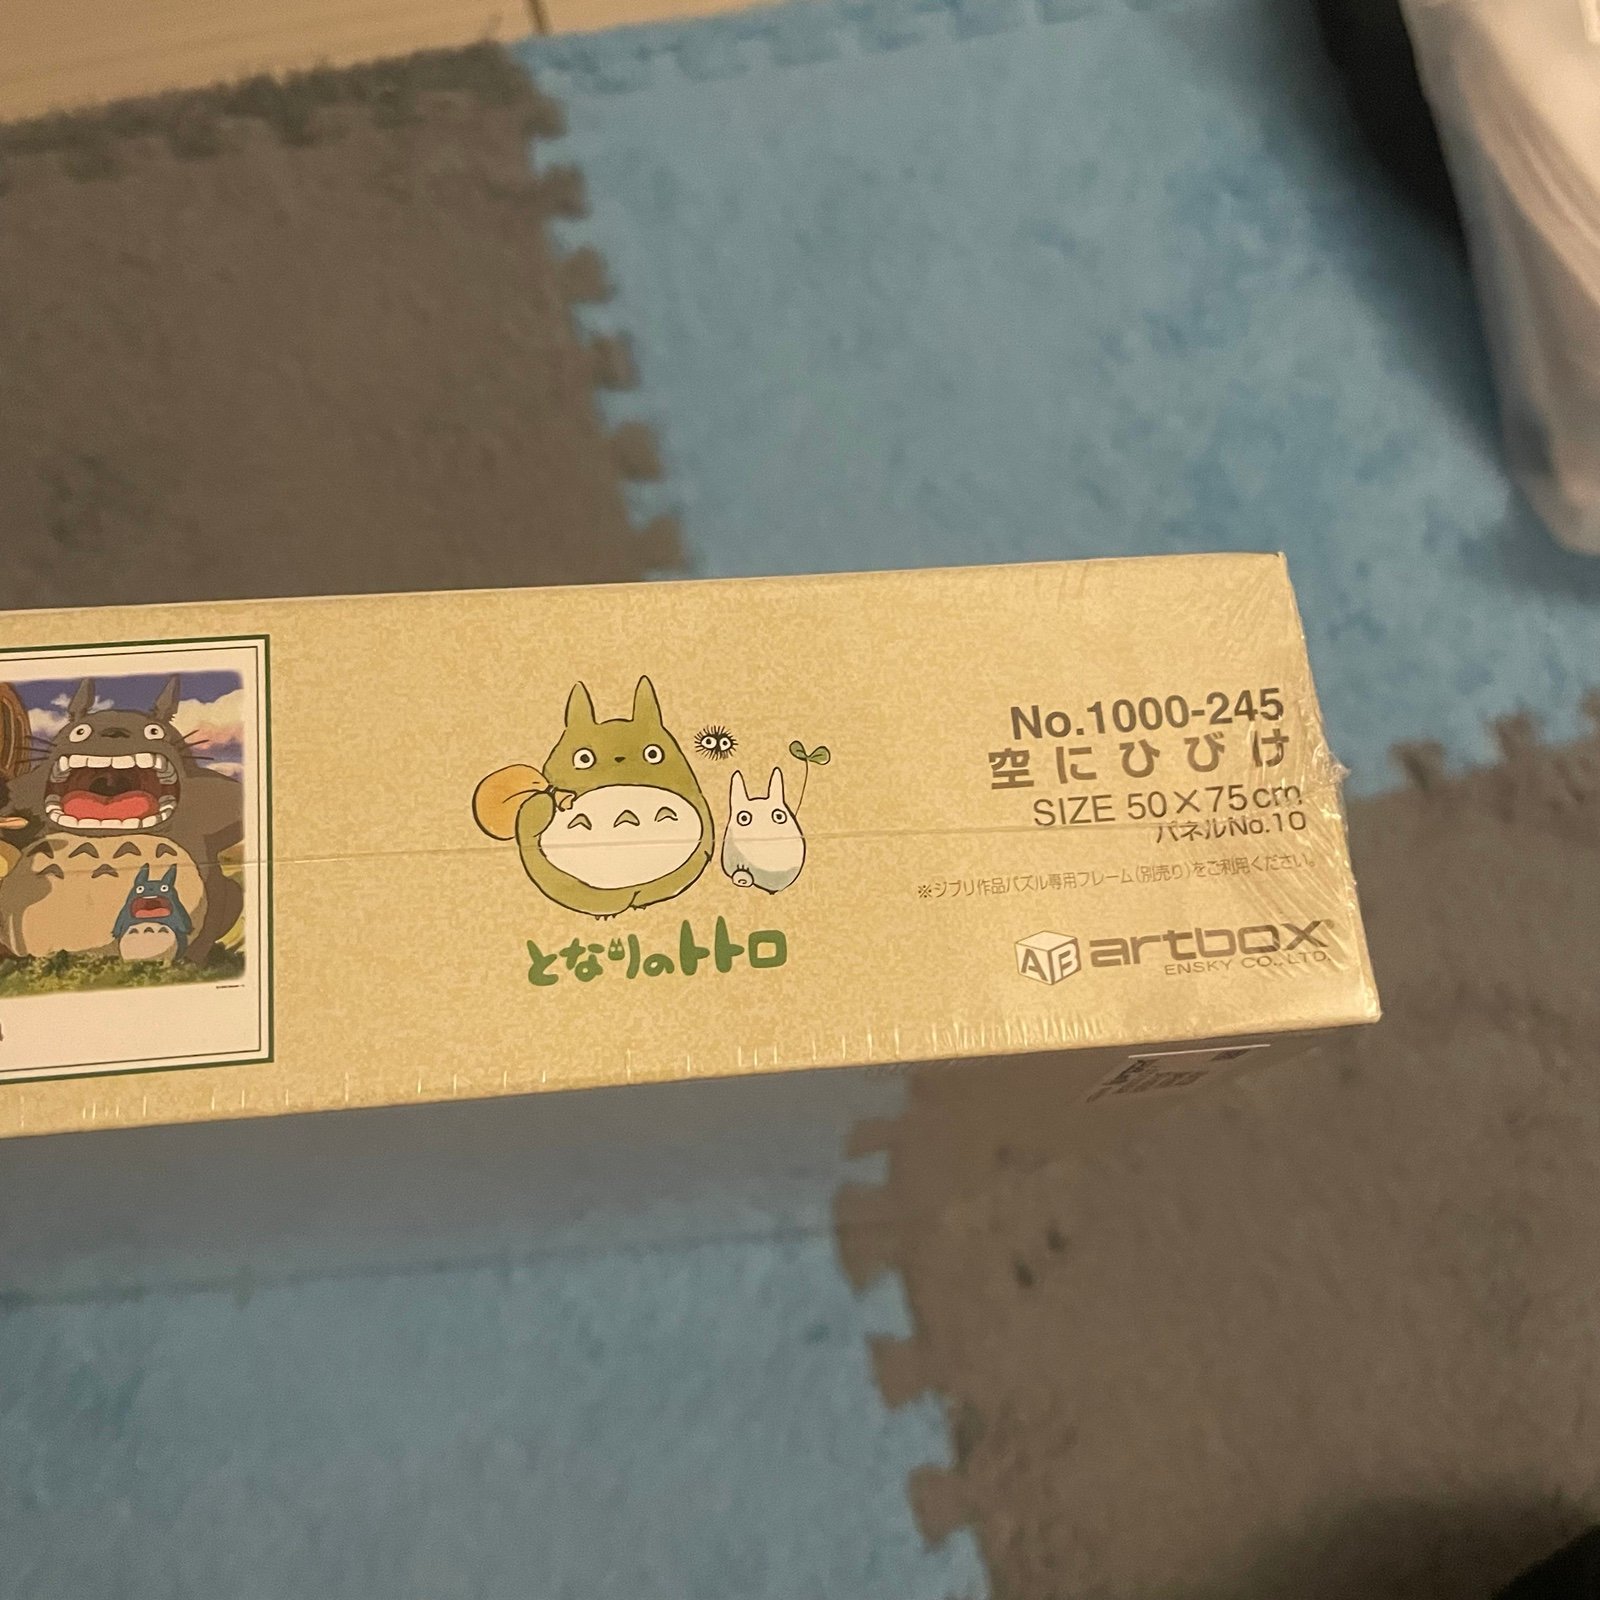 No.1000-245
空にひびけ
SIZE 50×75cm
パネルNo.10
※ジブリ作品パズル専用フレーム(別売り)をご利用ください。
となりのトトロ
AB artbox®
ENSKY CO., LTD.